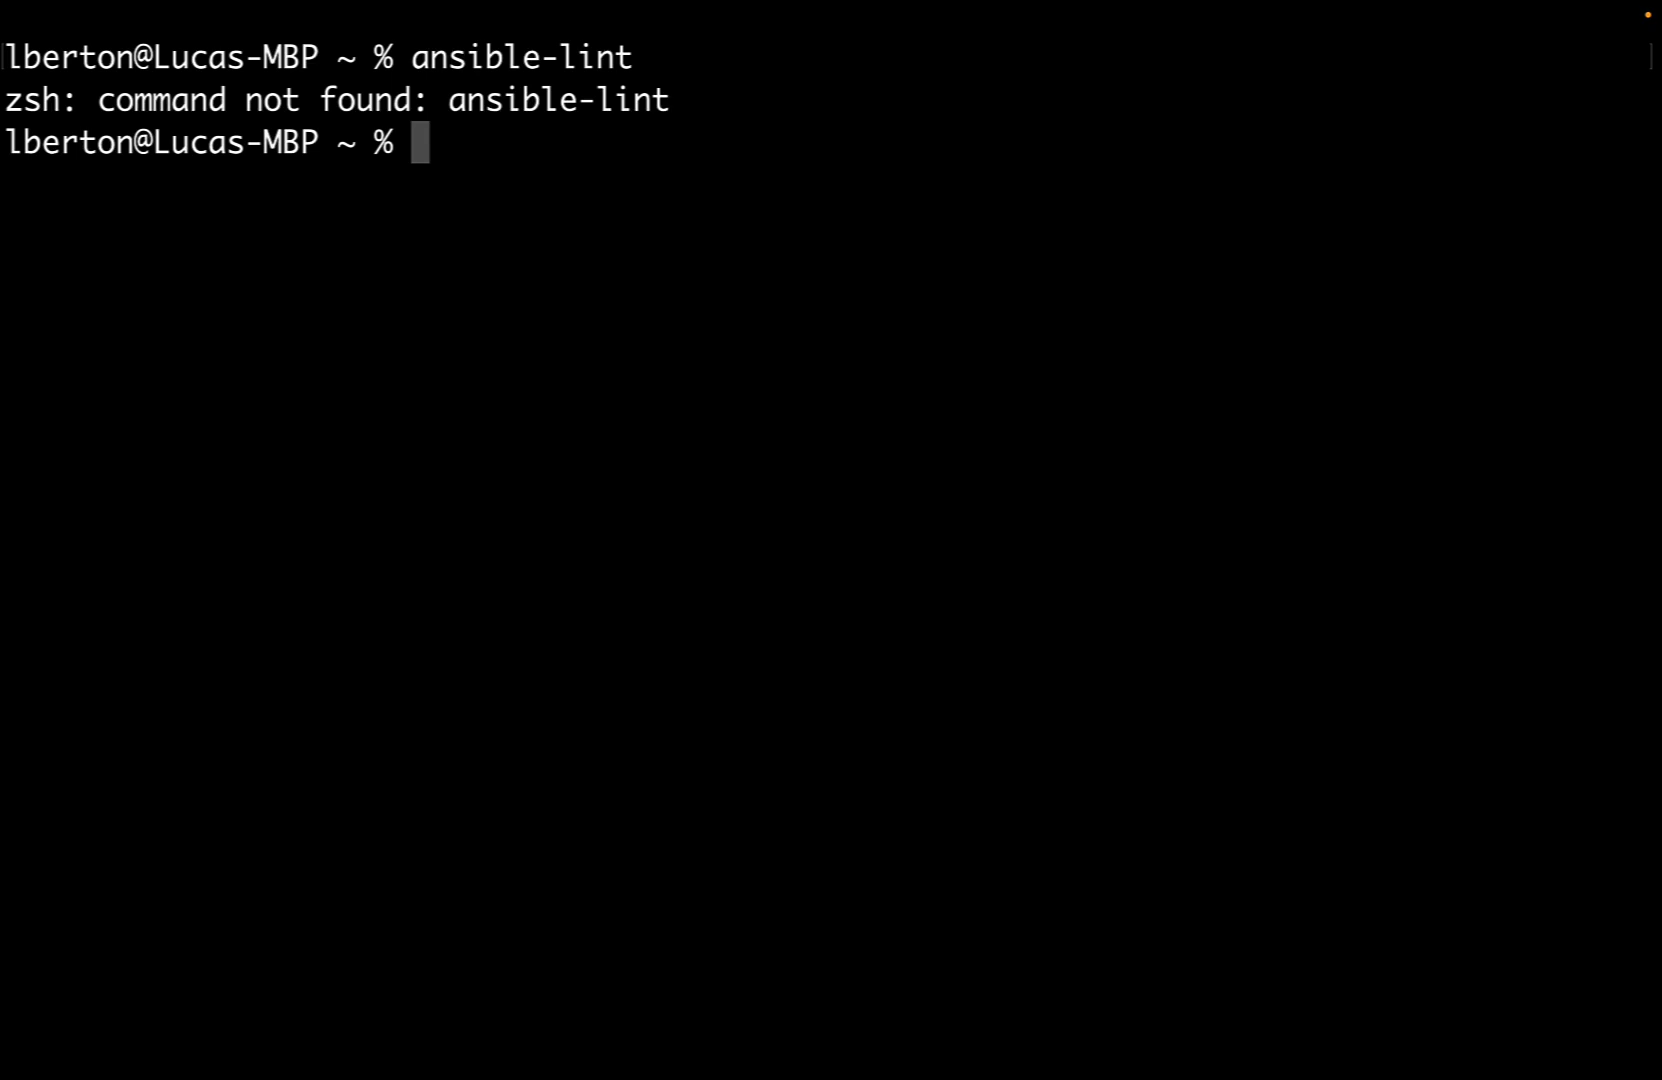 lberton@Lucas-MBP ~ % ansible-lint
zsh: command not found: ansible-lint
lberton@Lucas-MBP ~ %